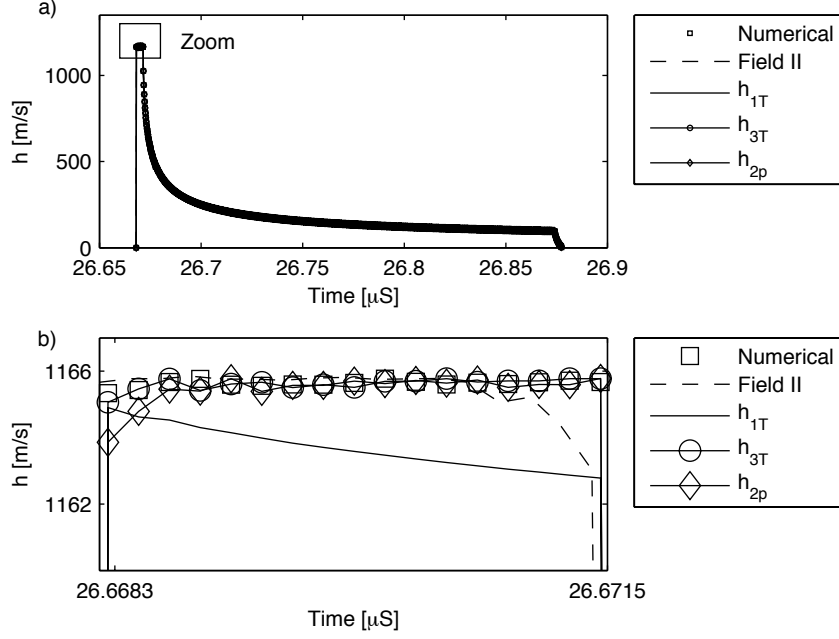 a)
Zoom
h [m/s]
1000
500
0
26.65
26.7
26.75
26.8
26.85
26.9
Time [μS]
Numerical
Field II
h1T
h3T
h2p
b)
h [m/s]
1166
1162
26.6683
26.6715
Time [μS]
Numerical
Field II
h1T
h3T
h2p